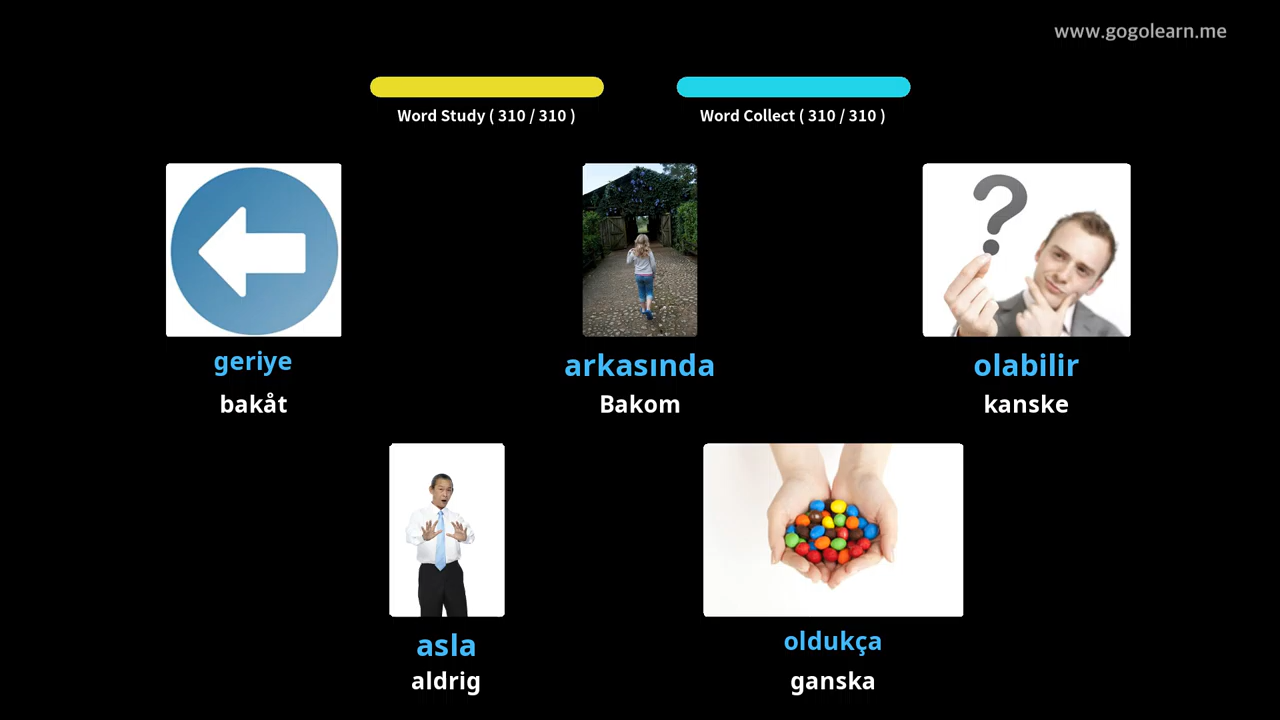 www.gogolearn.me
Word Study ( 310 / 310 )
Word Collect ( 310 / 310 )
geriye
bakåt
arkasında
Bakom
olabilir
kanske
asla
aldrig
oldukça
ganska